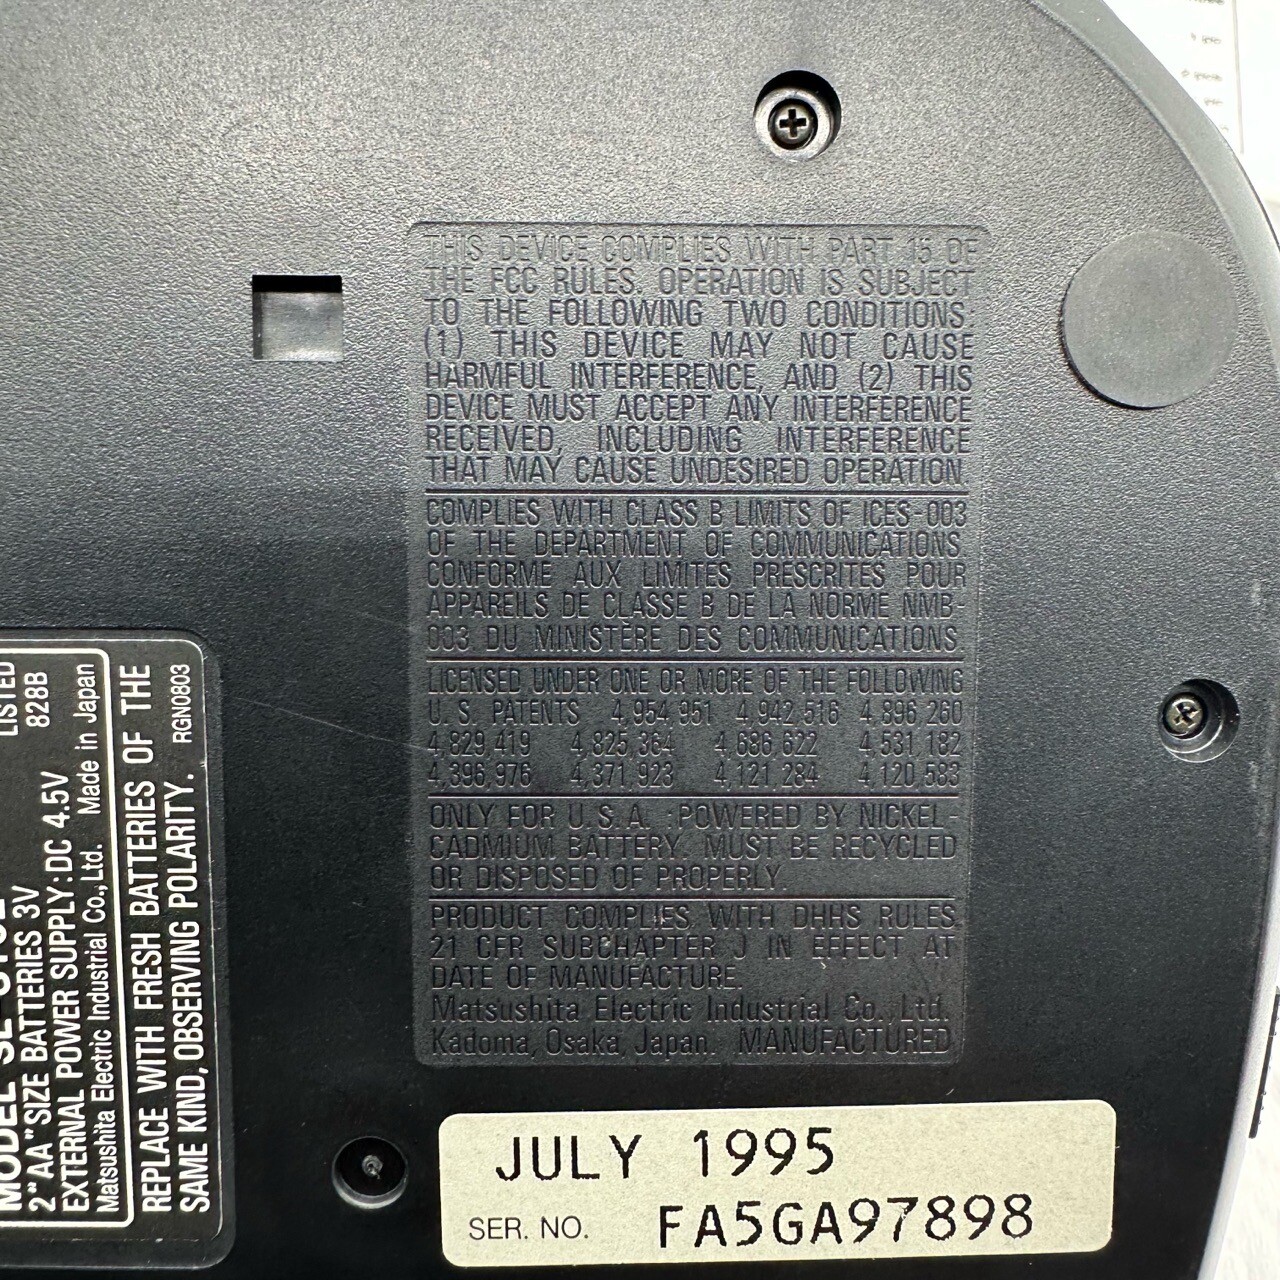 THIS DEVICE COMPLIES WITH PART 15 OF
THE FCC RULES. OPERATION IS SUBJECT
TO THE FOLLOWING TWO CONDITIONS:
(1) THIS DEVICE MAY NOT CAUSE
HARMFUL INTERFERENCE, AND (2) THIS
DEVICE MUST ACCEPT ANY INTERFERENCE
RECEIVED, INCLUDING INTERFERENCE
THAT MAY CAUSE UNDESIRED OPERATION.
COMPLIES WITH CLASS B LIMITS OF ICES-003
OF THE DEPARTMENT OF COMMUNICATIONS.
CONFORME AUX LIMITES PRESCRITES POUR
APPAREILS DE CLASSE B DE LA NORME NMB-
003 DU MINISTÈRE DES COMMUNICATIONS
LICENSED UNDER ONE OR MORE OF THE FOLLOWING
U. S. PATENTS 4,954,951 4,942,516 4,896,260
4,829,419 4,825,364 4,686,622 4,531,182
4,396,976 4,371,923 4,121,284 4,120,583
ONLY FOR U. S. A. :POWERED BY NICKEL-
CADMIUM BATTERY. MUST BE RECYCLED
OR DISPOSED OF PROPERLY.
PRODUCT COMPLIES WITH DHHS RULES
21 CFR SUBCHAPTER J IN EFFECT AT
DATE OF MANUFACTURE.
Matsushita Electric Industrial Co., Ltd.
Kadoma, Osaka, Japan. MANUFACTURED
JULY 1995
SER. NO. FA5GA97898
LISTED
828B
MODEL
2 "AA" SIZE BATTERIES 3V
EXTERNAL POWER SUPPLY:DC 4.5V
Matsushita Electric Industrial Co.,Ltd. Made in Japan
REPLACE WITH FRESH BATTERIES OF THE
SAME KIND, OBSERVING POLARITY. RGN0803